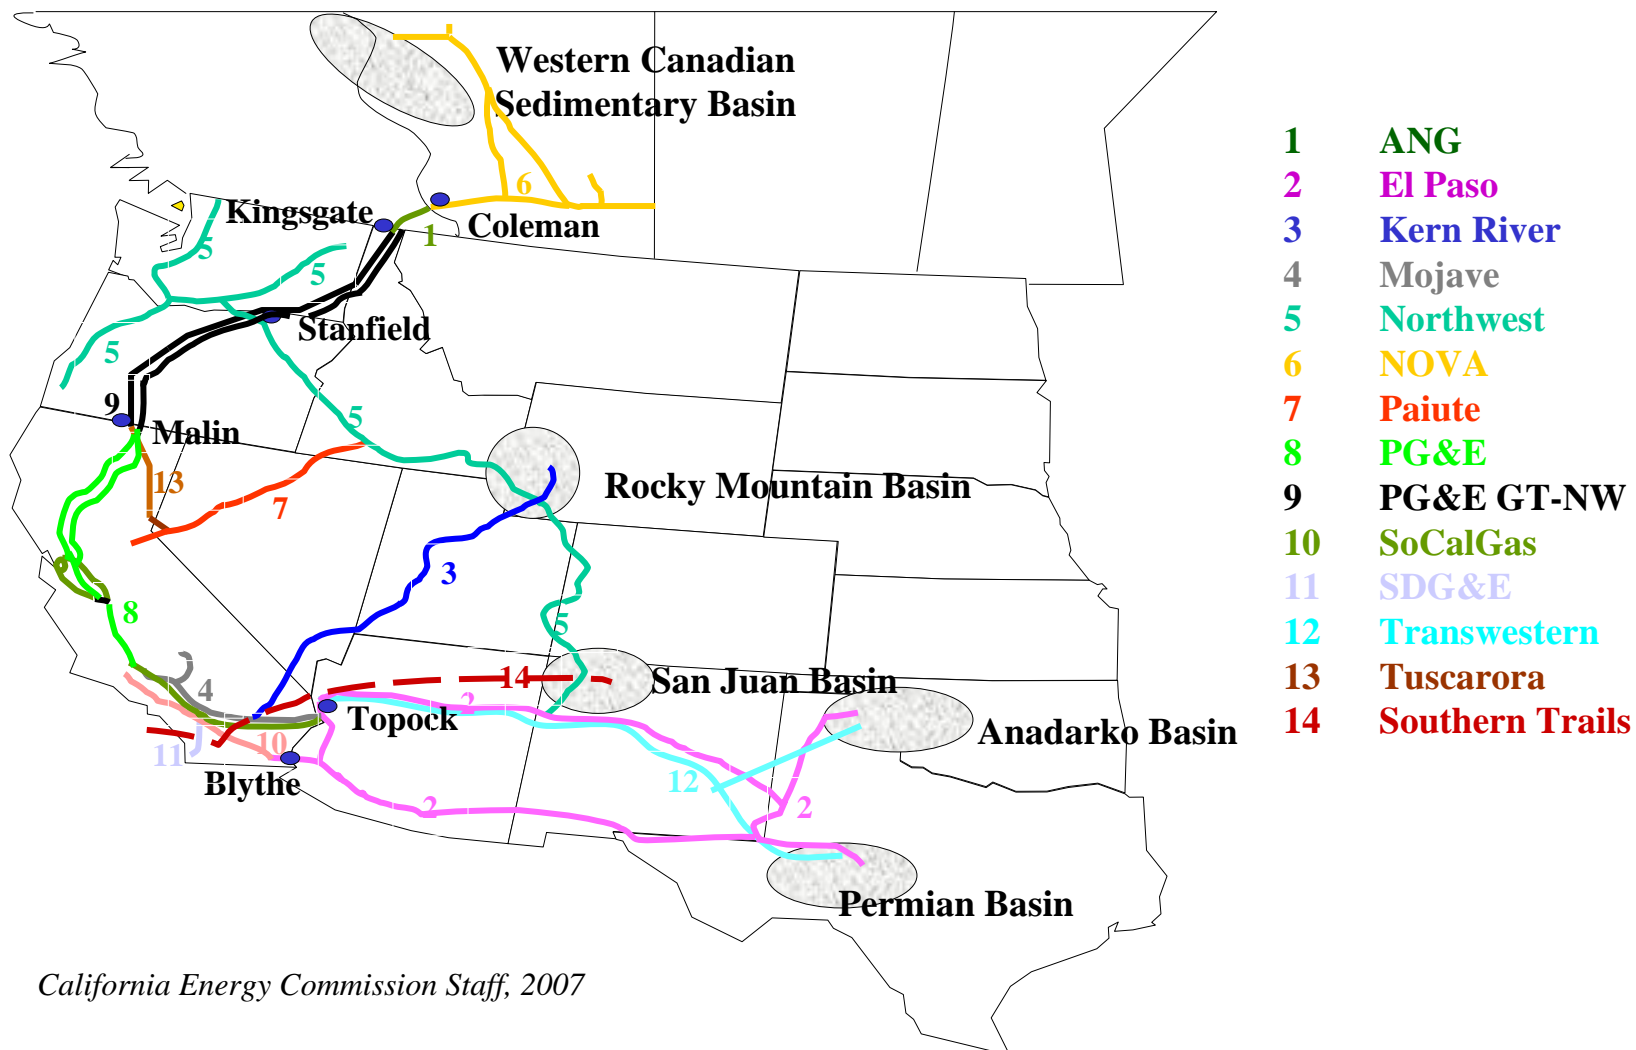 Western Canadian
Sedimentary Basin
6
Kingsgate
Coleman
1
5
5
Stanfield
5
9
Malin
5
13
7
Rocky Mountain Basin
3
8
5
14
San Juan Basin
4
2
Topock
Anadarko Basin
10
11
12
Blythe
2
2
Permian Basin
California Energy Commission Staff, 2007
1 ANG
2 El Paso
3 Kern River
4 Mojave
5 Northwest
6 NOVA
7 Paiute
8 PG&E
9 PG&E GT-NW
10 SoCalGas
11 SDG&E
12 Transwestern
13 Tuscarora
14 Southern Trails